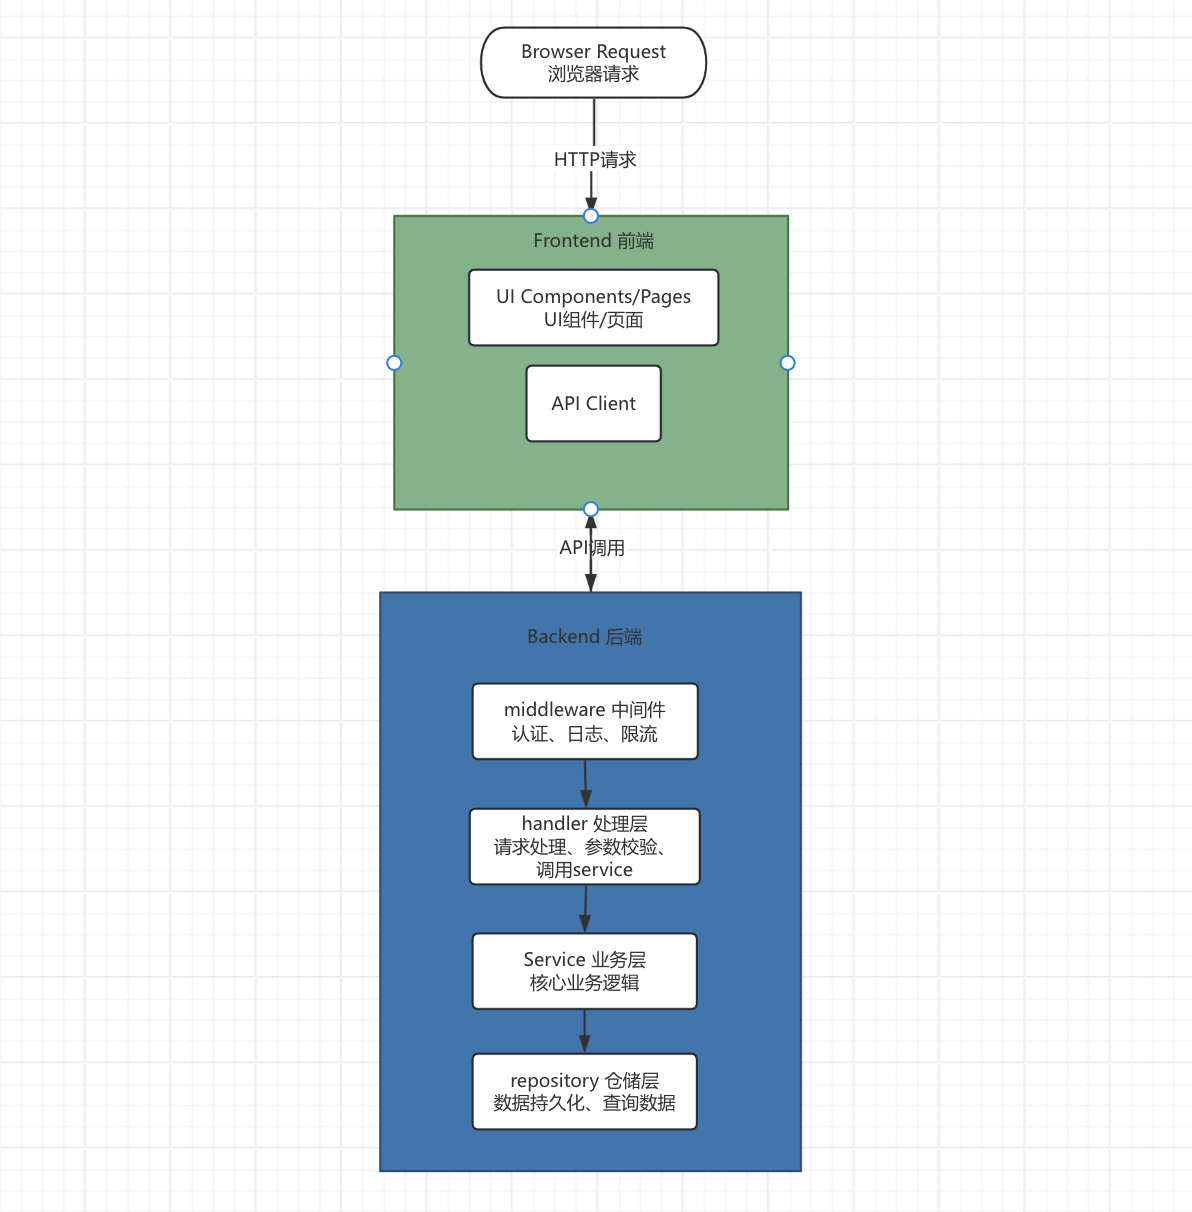 Browser Request
浏览器请求
HTTP请求
Frontend 前端
UI Components/Pages
UI组件/页面
API Client
API调用
Backend 后端
middleware 中间件
认证、日志、限流
handler 处理层
请求处理、参数校验、
调用service
Service 业务层
核心业务逻辑
repository 仓储层
数据持久化、查询数据